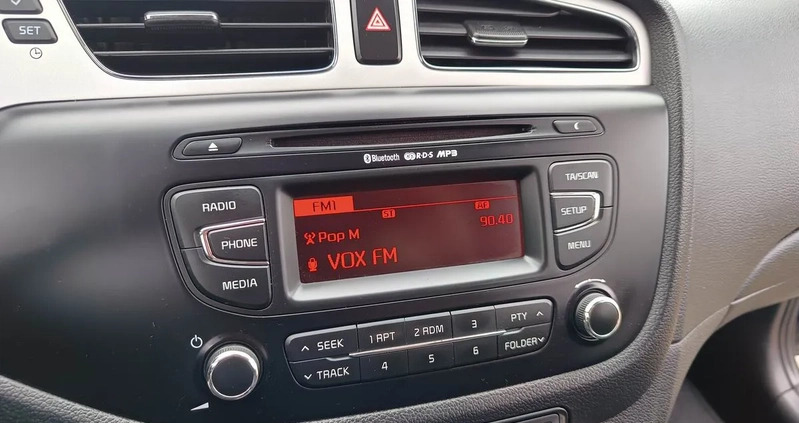 SET
Bluetooth R·D·S MP3
RADIO
PHONE
MEDIA
FM1
ST
AF
90.40
Pop M
VOX FM
TA/SCAN
SETUP
MENU
SEEK
TRACK
1 RPT
2 RDM
3
4
5
6
PTY
FOLDER